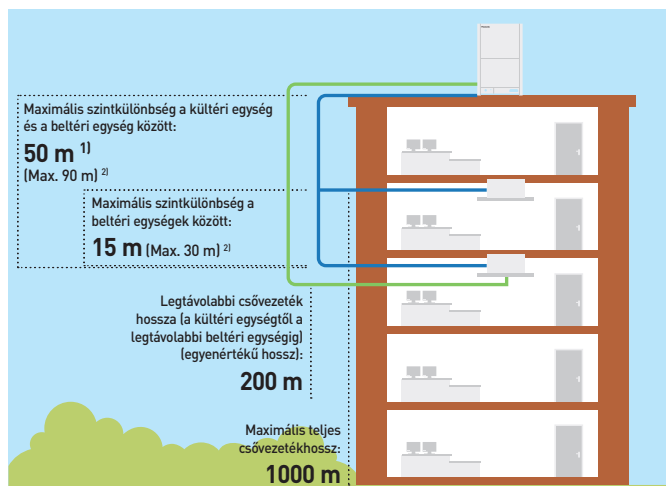 Maximális szintkülönbség a kültéri egység
és a beltéri egység között:
50 m 1)
(Max. 90 m) 2)
Maximális szintkülönbség a
beltéri egységek között:
15 m (Max. 30 m) 2)
Legtávolabbi csővezeték
hossza (a kültéri egységtől a
legtávolabbi beltéri egységig)
(egyenértékű hossz):
200 m
Maximális teljes
csővezetékhossz:
1000 m